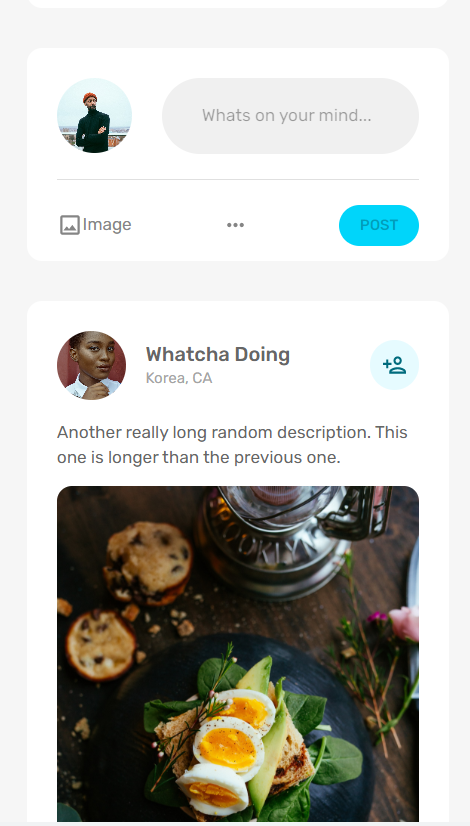 Whats on your mind...
Image
POST
Whatcha Doing
Korea, CA
Another really long random description. This
one is longer than the previous one.